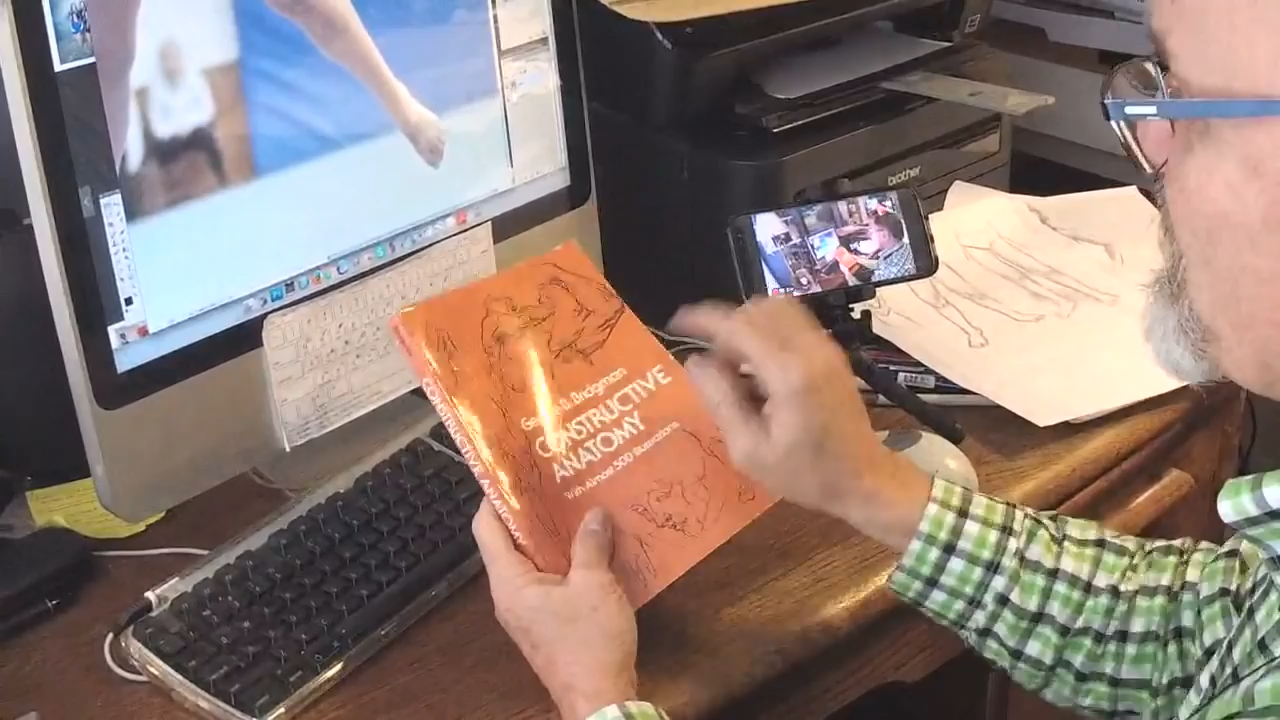 brother
George B. Bridgman
CONSTRUCTIVE
ANATOMY
With Almost 500 Illustrations
CONSTRUCTIVE ANATOMY